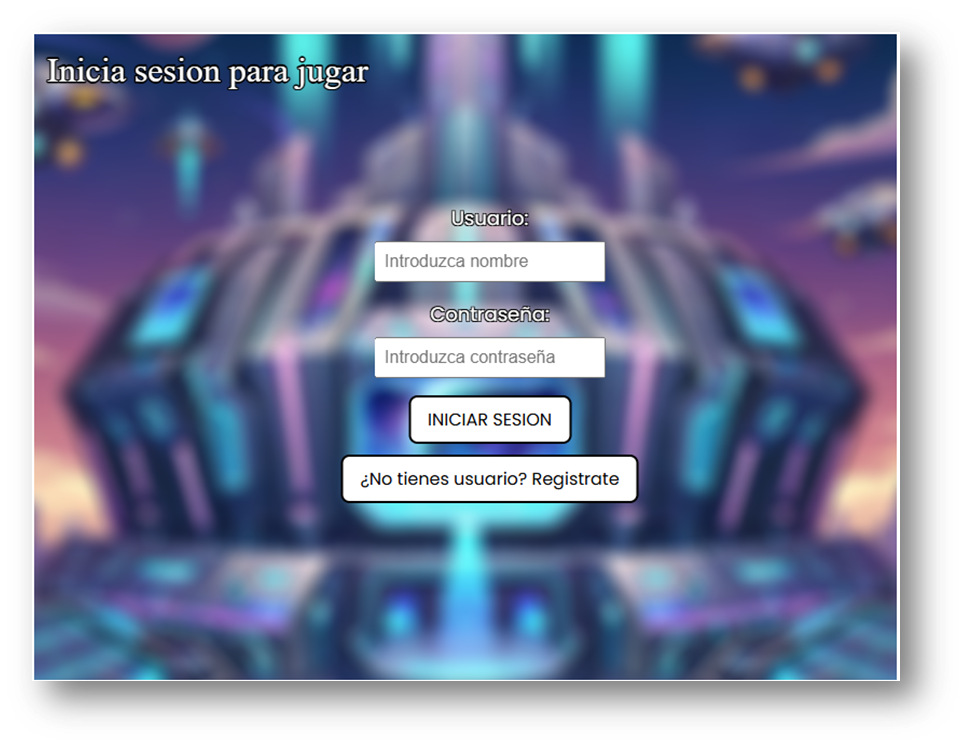 Inicia sesion para jugar
Usuario:
Introduzca nombre
Contraseña:
Introduzca contraseña
INICIAR SESION
¿No tienes usuario? Registrate